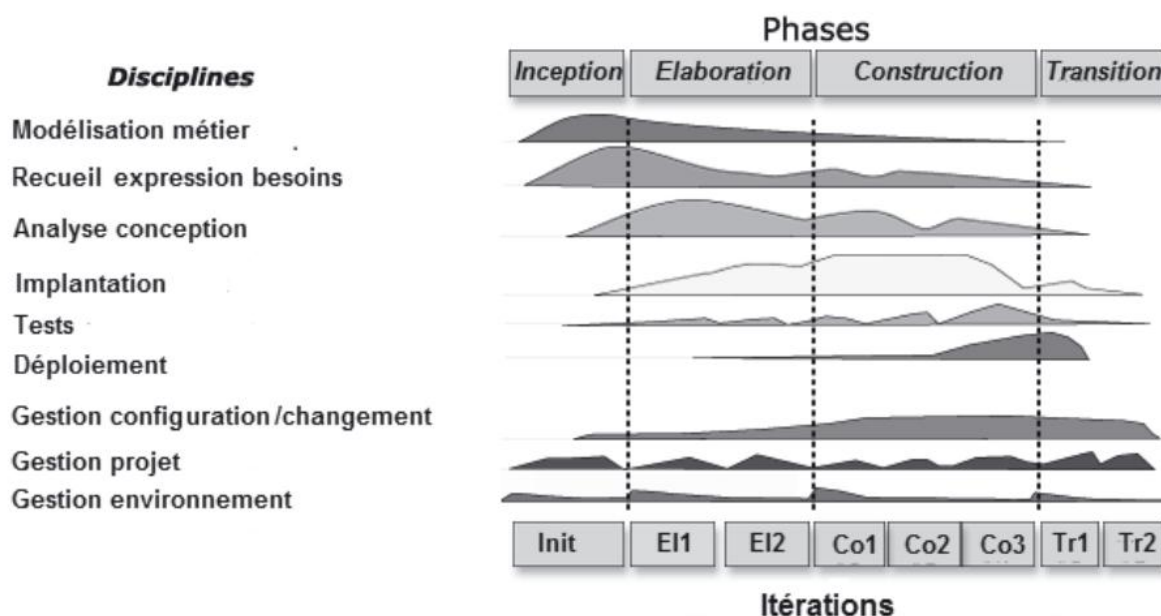 Phases
Disciplines
Inception Elaboration Construction Transition
Modélisation métier
Recueil expression besoins
Analyse conception
Implantation
Tests
Déploiement
Gestion configuration/changement
Gestion projet
Gestion environnement
Init El1 El2 Co1 Co2 Co3 Tr1 Tr2
Itérations